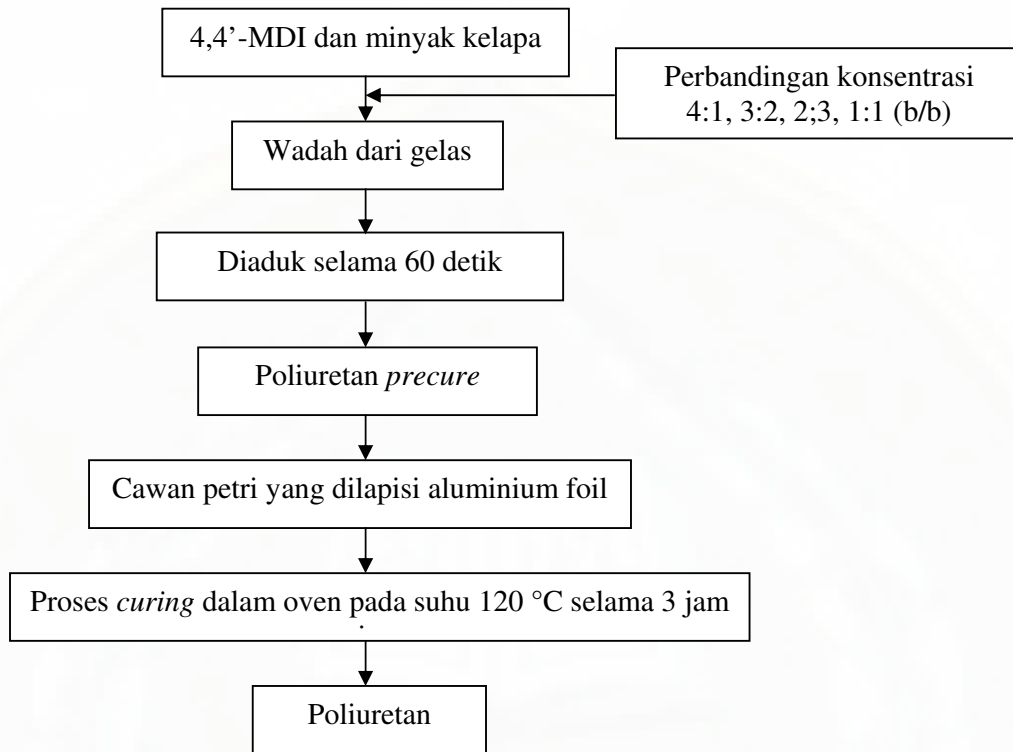 4,4’-MDI dan minyak kelapa
Perbandingan konsentrasi
4:1, 3:2, 2;3, 1:1 (b/b)
Wadah dari gelas
Diaduk selama 60 detik
Poliuretan precure
Cawan petri yang dilapisi aluminium foil
Proses curing dalam oven pada suhu 120 °C selama 3 jam
.
Poliuretan